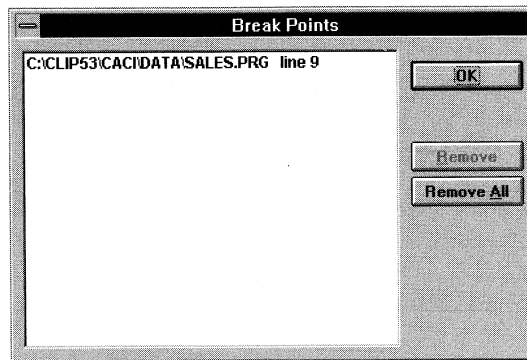 Break Points
C:\CLIP53\CACI\DATA\SALES.PRG line 9
OK
Remove
Remove All